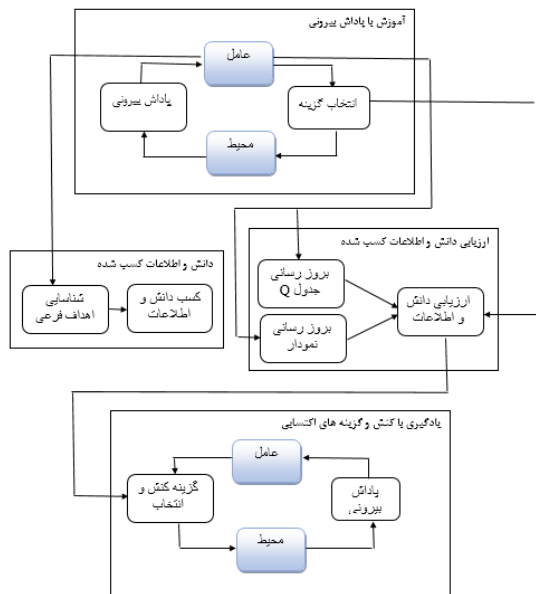 آموزش با پاداش بیرونی
عامل
انتخاب گزینه
پاداش بیرونی
محیط
ارزیابی دانش و اطلاعات کسب شده
بروز رسانی
جدول Q
ارزیابی دانش
و اطلاعات
بروز رسانی
نمودار
دانش و اطلاعات کسب شده
شناسایی
اهداف فرعی
کسب دانش و
اطلاعات
یادگیری با کنش و گزینه های اکتسابی
عامل
گزینه کنش و
انتخاب
پاداش
بیرونی
محیط